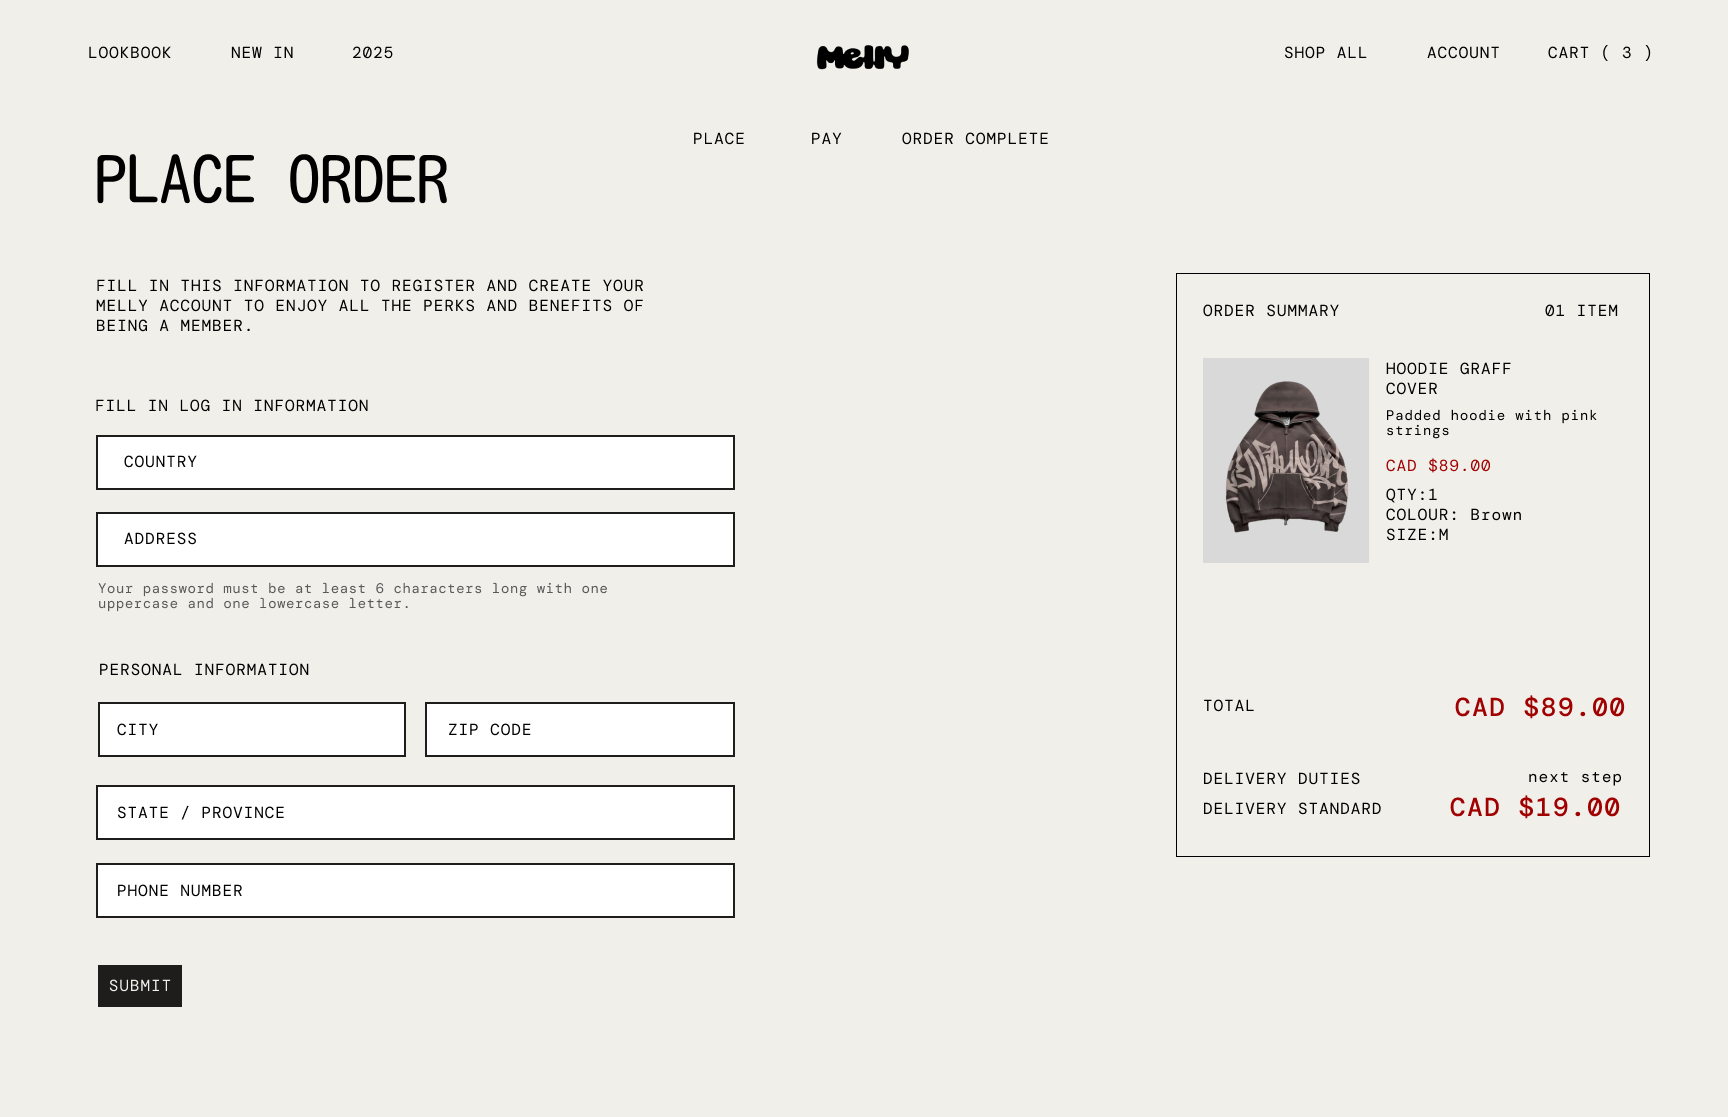 LOOKBOOK NEW IN 2025 Melly SHOP ALL ACCOUNT CART ( 3 )
PLACE PAY ORDER COMPLETE
PLACE ORDER
FILL IN THIS INFORMATION TO REGISTER AND CREATE YOUR
MELLY ACCOUNT TO ENJOY ALL THE PERKS AND BENEFITS OF
BEING A MEMBER.
FILL IN LOG IN INFORMATION
COUNTRY
ADDRESS
Your password must be at least 6 characters long with one
uppercase and one lowercase letter.
PERSONAL INFORMATION
CITY ZIP CODE
STATE / PROVINCE
PHONE NUMBER
SUBMIT
ORDER SUMMARY 01 ITEM
HOODIE GRAFF
COVER
Padded hoodie with pink
strings
CAD $89.00
QTY:1
COLOUR: Brown
SIZE:M
TOTAL CAD $89.00
DELIVERY DUTIES next step
DELIVERY STANDARD CAD $19.00